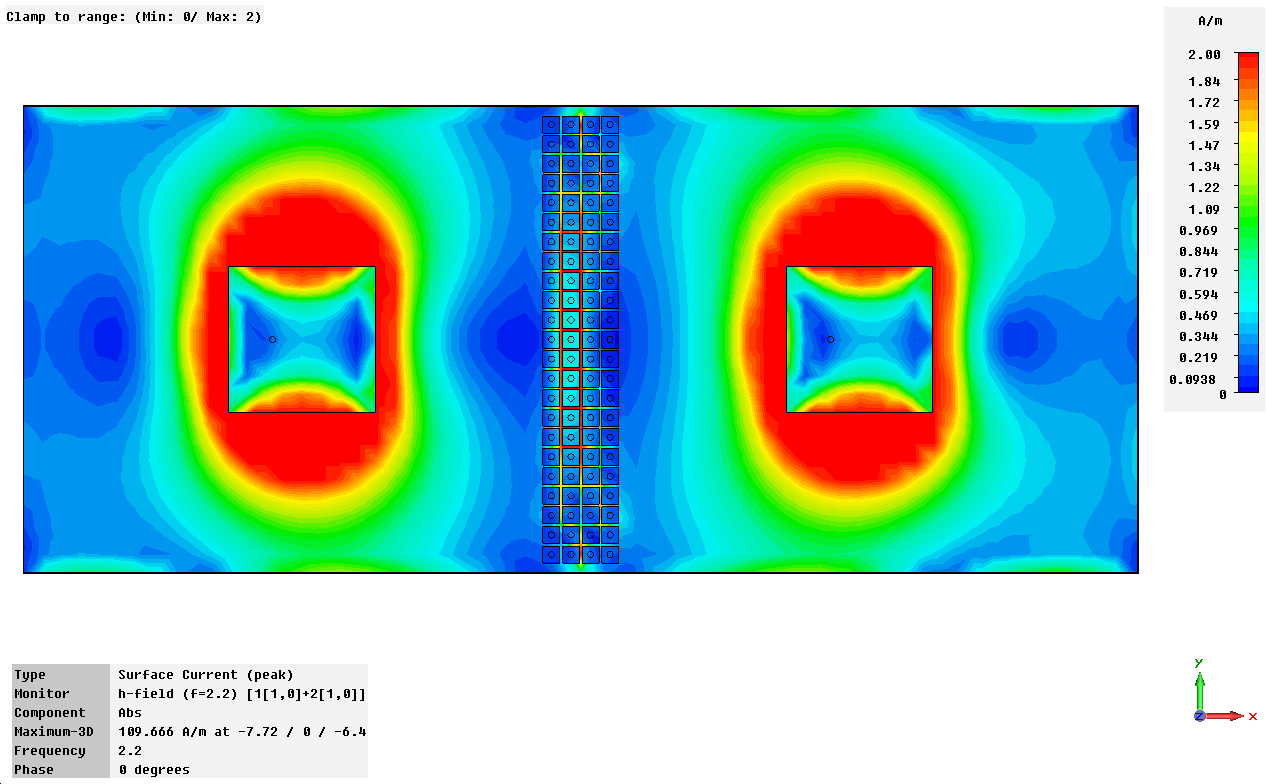 Clamp to range: (Min: 0/ Max: 2)
A/m
2.00
1.84
1.72
1.59
1.47
1.34
1.22
1.09
0.969
0.844
0.719
0.594
0.469
0.344
0.219
0.0938
0
Type Surface Current (peak)
Monitor h-field (f=2.2) [1[1,0]+2[1,0]]
Component Abs
Maximum-3D 109.666 A/m at -7.72 / 0 / -6.4
Frequency 2.2
Phase 0 degrees
y
z x